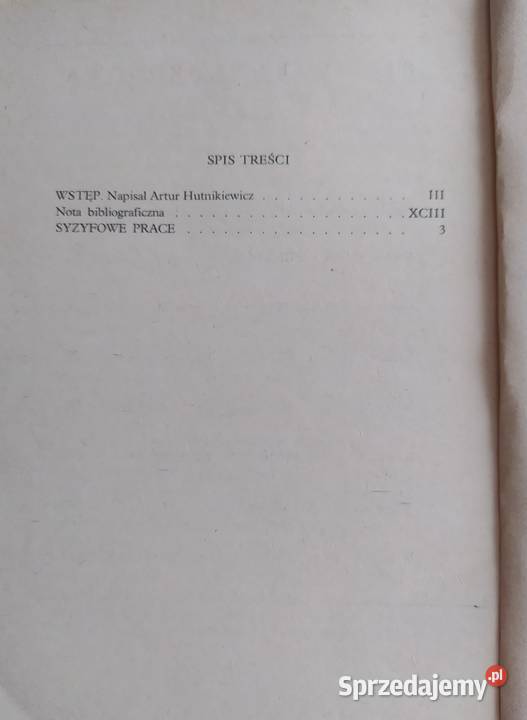 SPIS TREŚCI
WSTĘP. Napisał Artur Hutnikiewicz . . . . . . . . . . . . III
Nota bibliograficzna . . . . . . . . . . . . . . . . . . . XCIII
SYZYFOWE PRACE . . . . . . . . . . . . . . . . . . 3
Sprzedajemy.pl